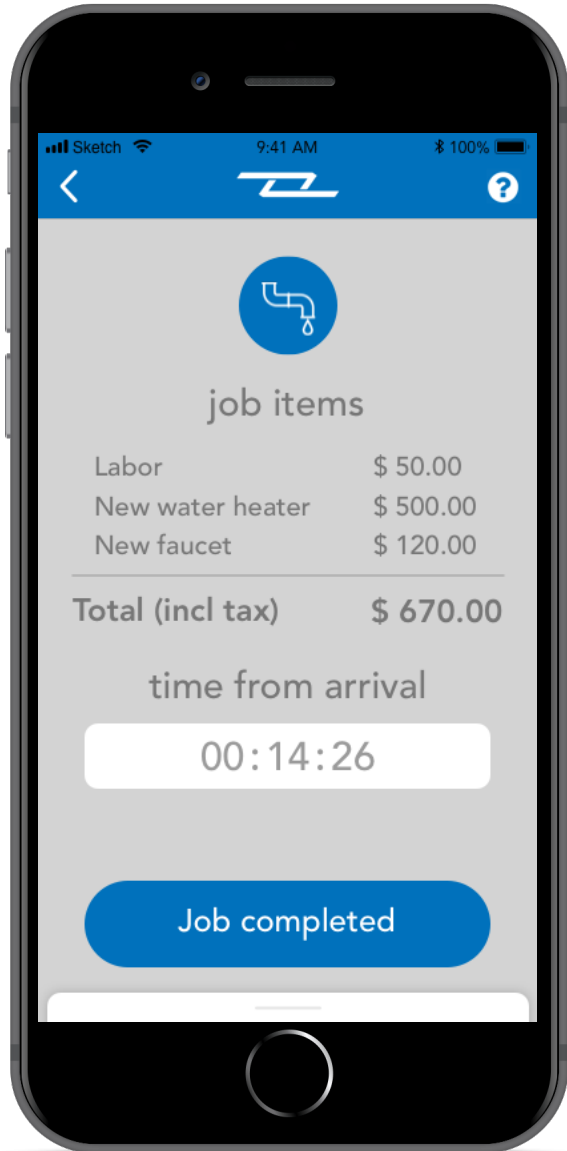 Sketch 9:41 AM 100%
?
job items
Labor $ 50.00
New water heater $ 500.00
New faucet $ 120.00
Total (incl tax) $ 670.00
time from arrival
00:14:26
Job completed